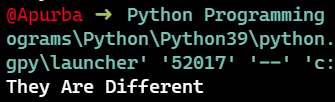 @Apurba ➜ Python Programming
ograms\Python\Python39\python.
gpy\launcher' '52017' '--' 'c:
They Are Different